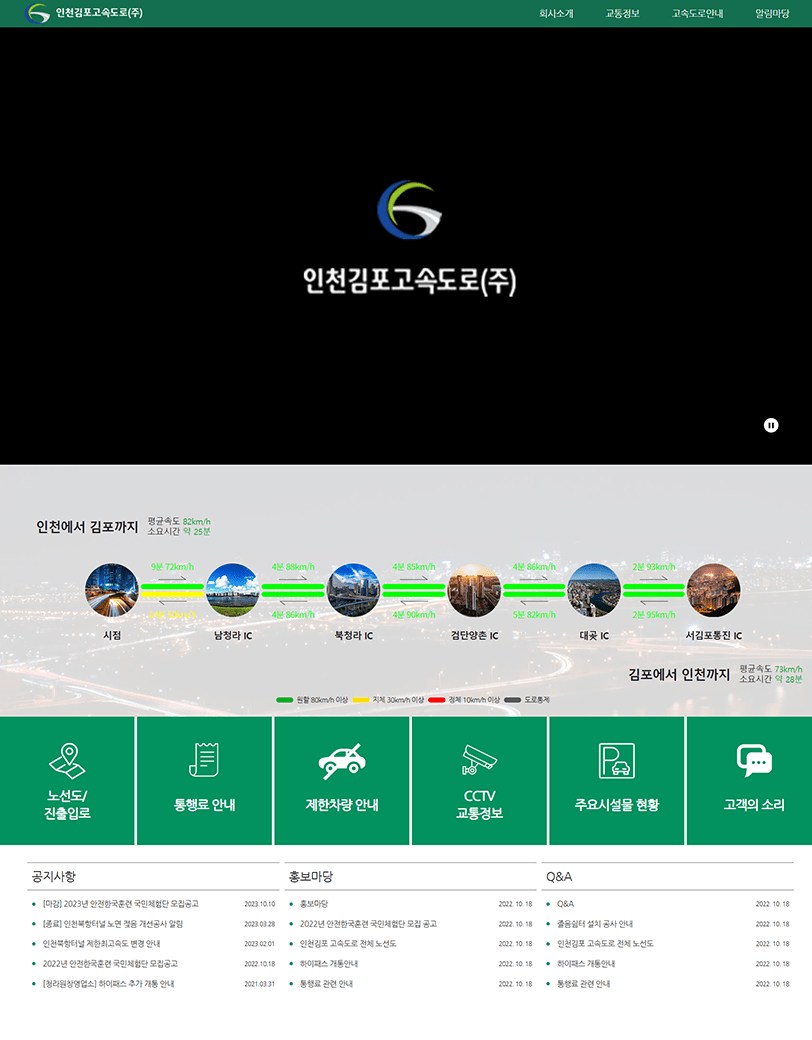 인천김포고속도로(주)
회사소개
교통정보
고속도로안내
알림마당
인천김포고속도로(주)
인천에서 김포까지
평균속도 82km/h
소요시간 약 25분
9분 72km/h
4분 88km/h
4분 85km/h
4분 86km/h
2분 93km/h
4분 86km/h
4분 90km/h
5분 82km/h
2분 95km/h
시점
남청라 IC
북청라 IC
검단양촌 IC
대곶 IC
서김포통진 IC
김포에서 인천까지
평균속도 73km/h
소요시간 약 28분
원활 80km/h 이상
지체 30km/h 이상
정체 10km/h 이상
도로통제
노선도/
진출입로
통행료 안내
제한차량 안내
CCTV
교통정보
주요시설물 현황
고객의 소리
공지사항
[마감] 2023년 안전한국훈련 국민체험단 모집공고 2023.10.10
[종료] 인천북항터널 노면 젖음 개선공사 알림 2023.03.28
인천북항터널 제한최고속도 변경 안내 2023.02.01
2022년 안전한국훈련 국민체험단 모집공고 2022.10.18
[청라원창영업소] 하이패스 추가 개통 안내 2021.03.31
홍보마당
홍보마당 2022. 10. 18
2022년 안전한국훈련 국민체험단 모집 공고 2022. 10. 18
인천김포 고속도로 전체 노선도 2022. 10. 18
하이패스 개통안내 2022. 10. 18
통행료 관련 안내 2022. 10. 18
Q&A
Q&A 2022. 10. 18
졸음쉼터 설치 공사 안내 2022. 10. 18
인천김포 고속도로 전체 노선도 2022. 10. 18
하이패스 개통안내 2022. 10. 18
통행료 관련 안내 2022. 10. 18